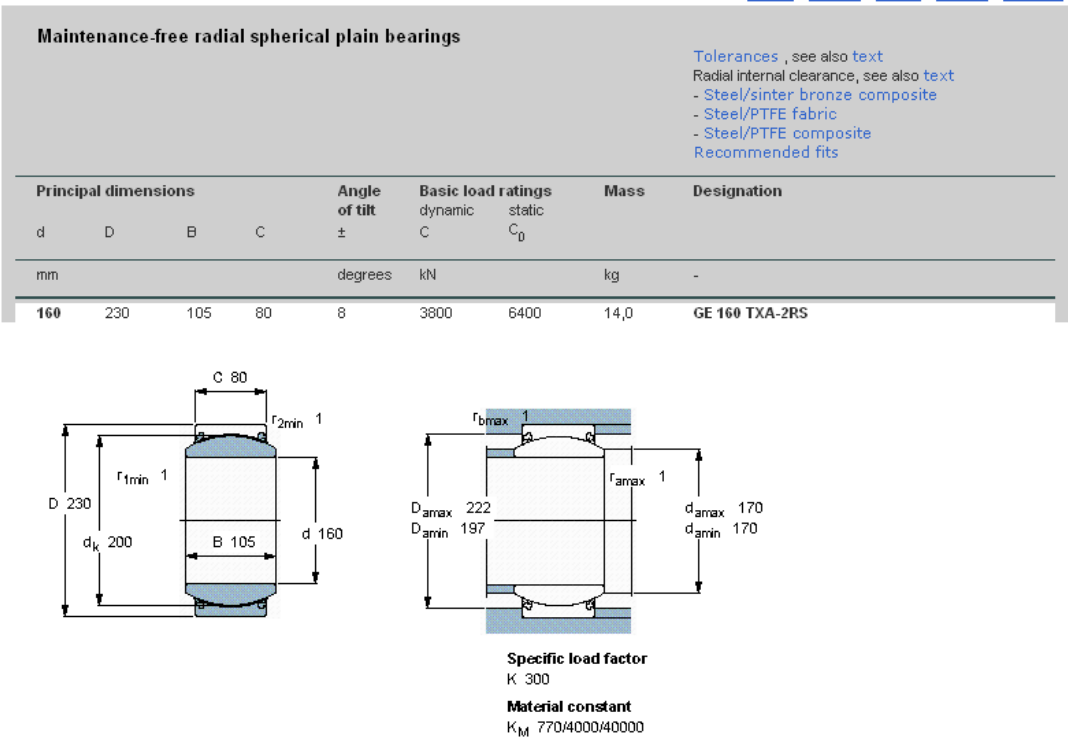 Maintenance-free radial spherical plain bearings
Tolerances , see also text
Radial internal clearance, see also text
- Steel/sinter bronze composite
- Steel/PTFE fabric
- Steel/PTFE composite
Recommended fits
Principal dimensions Angle of tilt Basic load ratings Mass Designation
dynamic static
d D B C ± C C0
mm degrees kN kg -
160 230 105 80 8 3800 6400 14,0 GE 160 TXA-2RS
C 80
r2min 1
r1min 1
D 230
dk 200
B 105
d 160
rbmax 1
ramax 1
Damax 222
Damin 197
damax 170
damin 170
Specific load factor
K 300
Material constant
KM 770/4000/40000